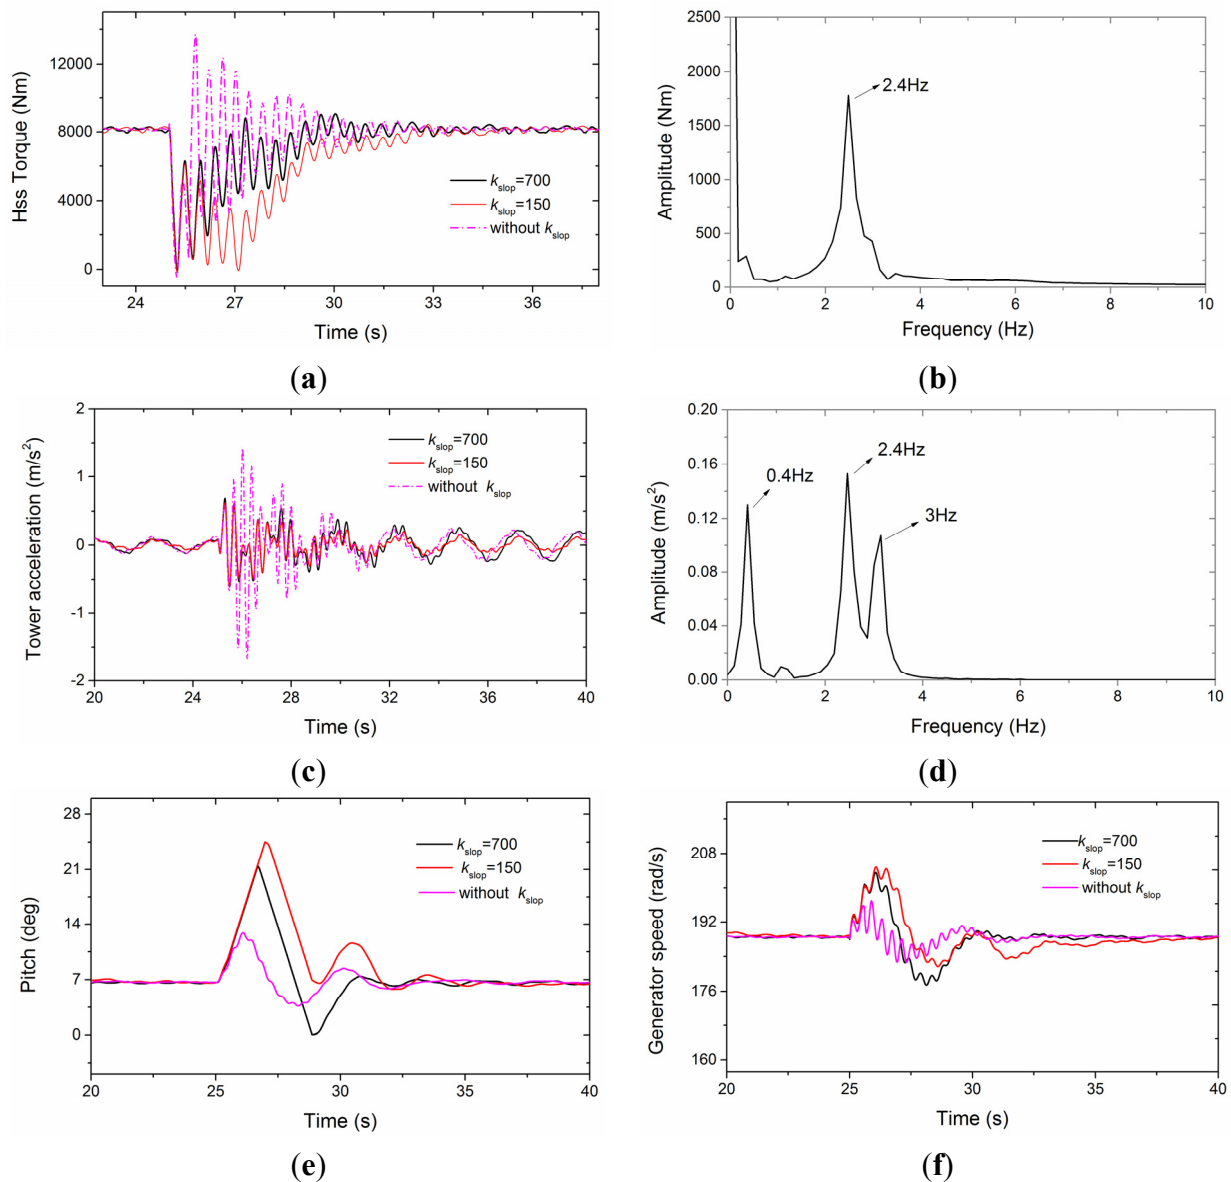 12000
8000
4000
0
Hss Torque (Nm)
k_slop=700
k_slop=150
without k_slop
24
27
30
33
36
Time (s)
(a)
2500
2000
1500
1000
500
0
Amplitude (Nm)
2.4Hz
0
2
4
6
8
10
Frequency (Hz)
(b)
2
1
0
-1
-2
Tower acceleration (m/s²)
k_slop=700
k_slop=150
without k_slop
20
24
28
32
36
40
Time (s)
(c)
0.20
0.16
0.12
0.08
0.04
0.00
Amplitude (m/s²)
0.4Hz
2.4Hz
3Hz
0
2
4
6
8
10
Frequency (Hz)
(d)
28
21
14
7
0
Pitch (deg)
k_slop=700
k_slop=150
without k_slop
20
25
30
35
40
Time (s)
(e)
208
192
176
160
Generator speed (rad/s)
k_slop=700
k_slop=150
without k_slop
20
25
30
35
40
Time (s)
(f)